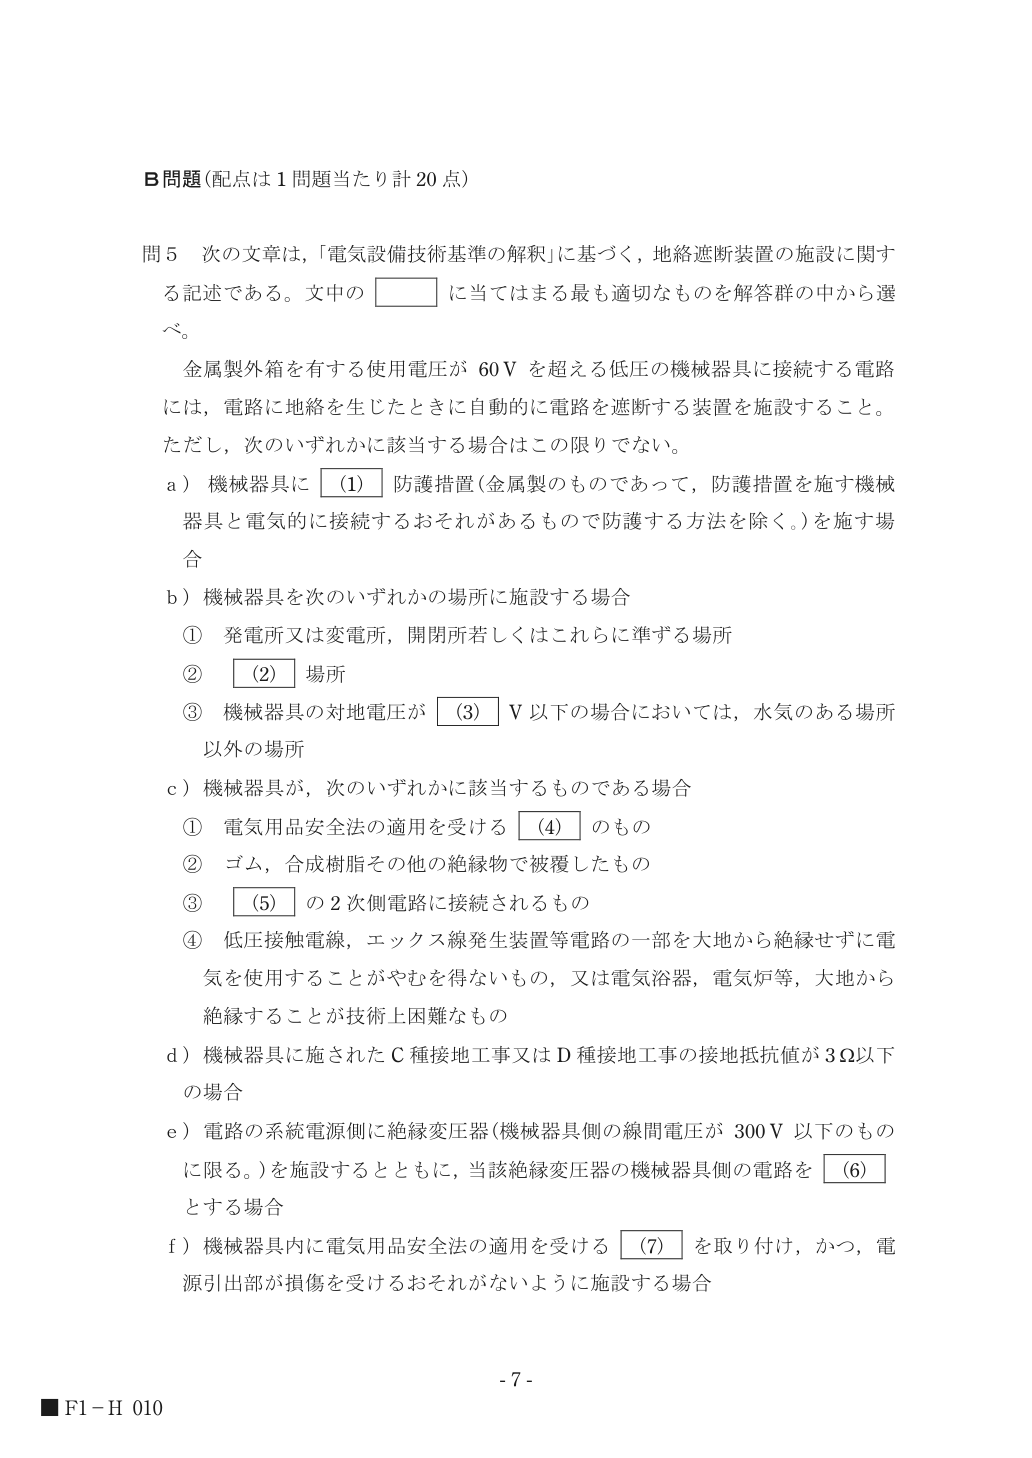 B問題(配点は1問題当たり計20点)
問5　次の文章は，「電気設備技術基準の解釈」に基づく，地絡遮断装置の施設に関す
る記述である。文中の　　　に当てはまる最も適切なものを解答群の中から選
べ。
金属製外箱を有する使用電圧が 60 V を超える低圧の機械器具に接続する電路
には，電路に地絡を生じたときに自動的に電路を遮断する装置を施設すること。
ただし，次のいずれかに該当する場合はこの限りでない。
a）機械器具に (1) 防護措置(金属製のものであって，防護措置を施す機械
器具と電気的に接続するおそれがあるもので防護する方法を除く。)を施す場
合
b）機械器具を次のいずれかの場所に施設する場合
① 発電所又は変電所，開閉所若しくはこれらに準ずる場所
② (2) 場所
③ 機械器具の対地電圧が (3) V 以下の場合においては，水気のある場所
以外の場所
c）機械器具が，次のいずれかに該当するものである場合
① 電気用品安全法の適用を受ける (4) のもの
② ゴム，合成樹脂その他の絶縁物で被覆したもの
③ (5) の2次側電路に接続されるもの
④ 低圧接触電線，エックス線発生装置等電路の一部を大地から絶縁せずに電
気を使用することがやむを得ないもの，又は電気浴器，電気炉等，大地から
絶縁することが技術上困難なもの
d）機械器具に施されたC種接地工事又はD種接地工事の接地抵抗値が3Ω以下
の場合
e）電路の系統電源側に絶縁変圧器(機械器具側の線間電圧が 300 V 以下のもの
に限る。)を施設するとともに，当該絶縁変圧器の機械器具側の電路を (6)
とする場合
f）機械器具内に電気用品安全法の適用を受ける (7) を取り付け，かつ，電
源引出部が損傷を受けるおそれがないように施設する場合
- 7 -
■F1－H 010